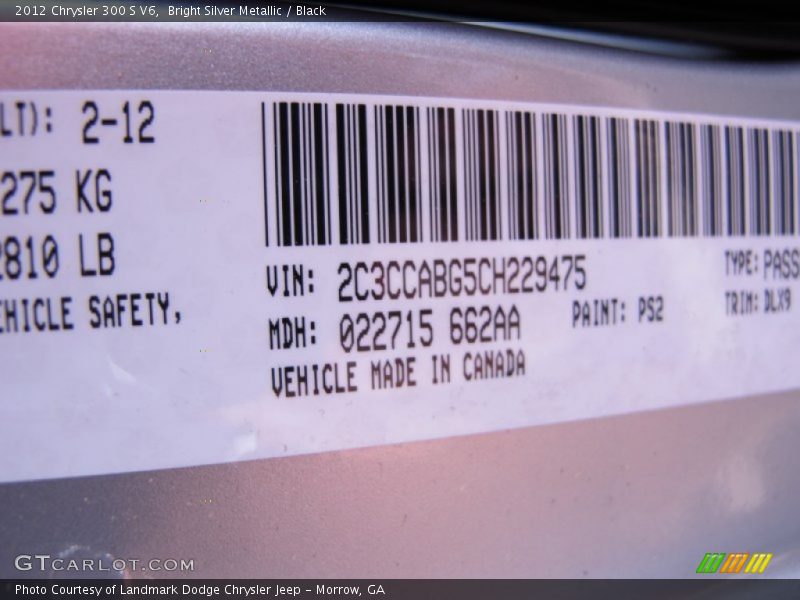 2012 Chrysler 300 S V6, Bright Silver Metallic / Black
LT): 2-12
275 KG
2810 LB
EHICLE SAFETY,
VIN: 2C3CCABG5CH229475
TYPE: PASS
MDH: 022715 662AA
PAINT: PS2
TRIM: DLX9
VEHICLE MADE IN CANADA
GTCARLOT.COM
Photo Courtesy of Landmark Dodge Chrysler Jeep - Morrow, GA